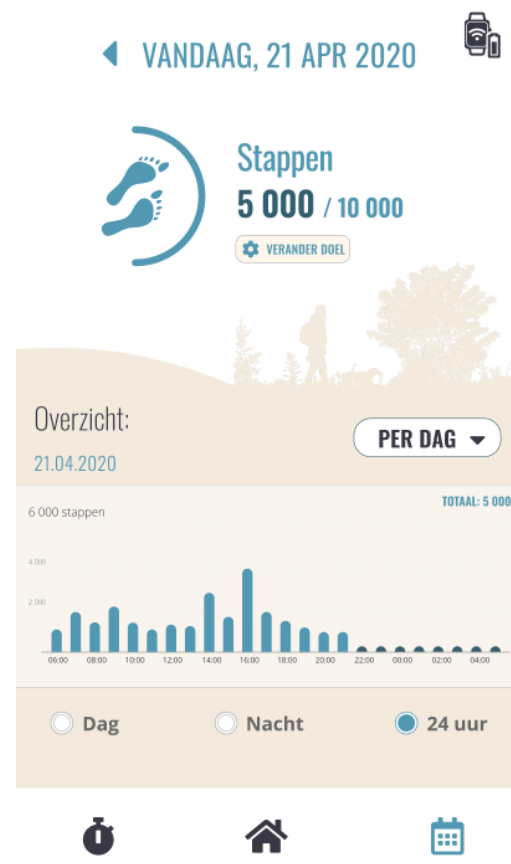 VANDAAG, 21 APR 2020
Stappen
5 000 / 10 000
VERANDER DOEL
Overzicht:
PER DAG
21.04.2020
TOTAAL: 5 000
6 000 stappen
4 000
2 000
06:00 08:00 10:00 12:00 14:00 16:00 18:00 20:00 22:00 00:00 02:00 04:00
Dag Nacht 24 uur